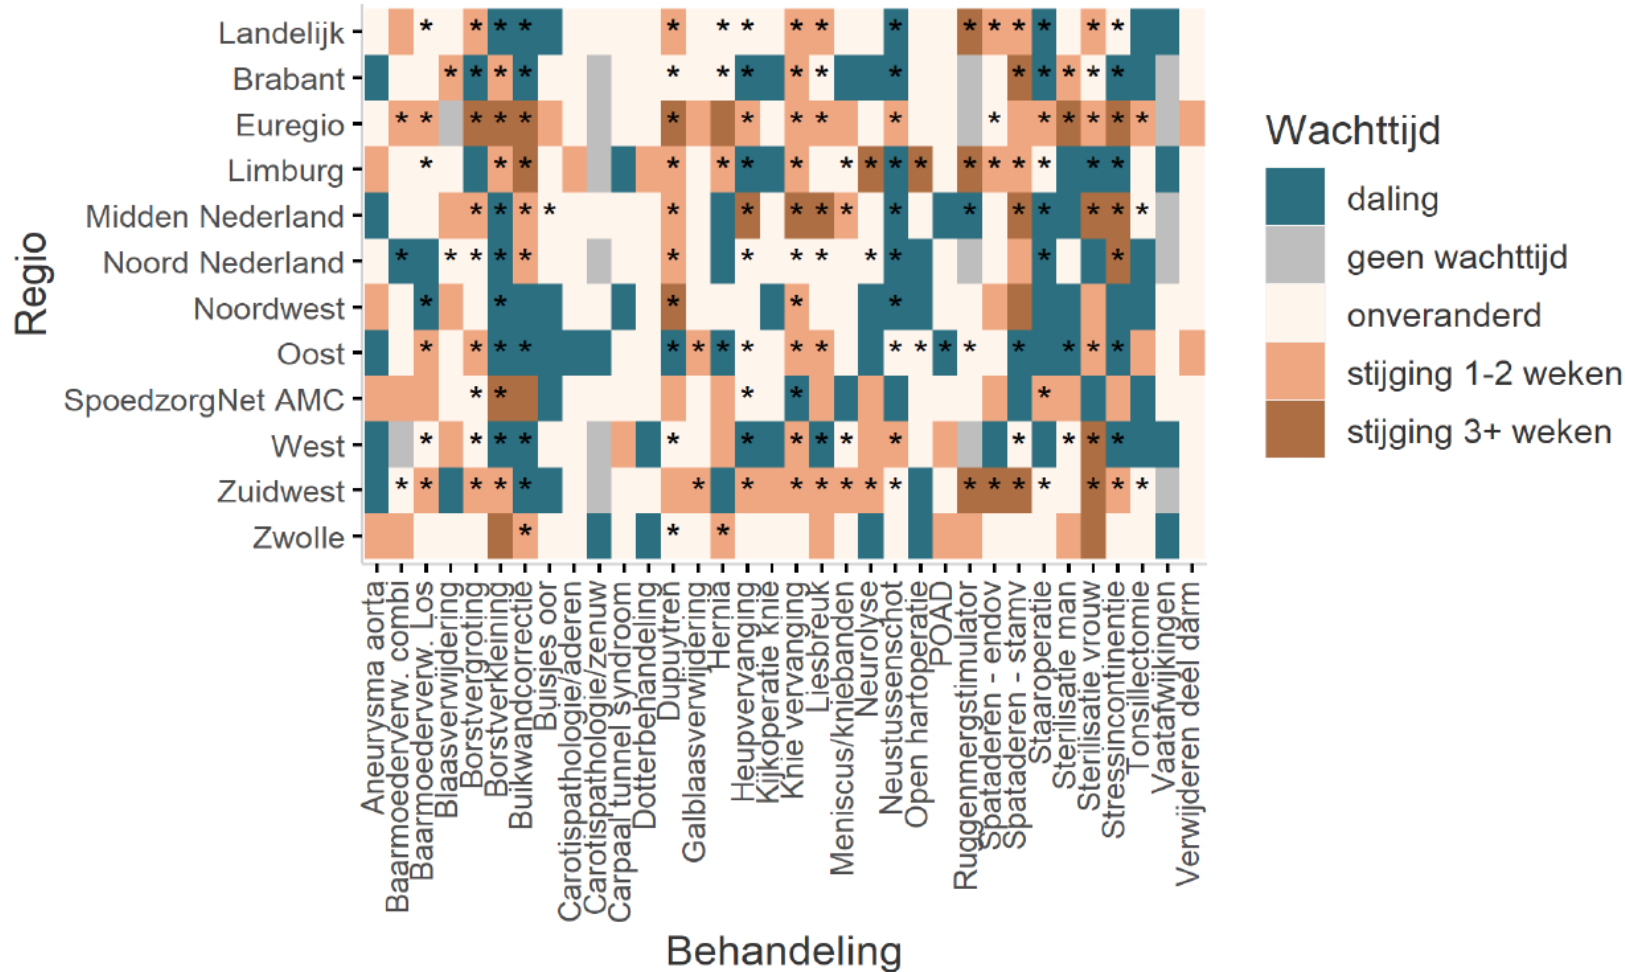 Regio
Landelijk
Brabant
Euregio
Limburg
Midden Nederland
Noord Nederland
Noordwest
Oost
SpoedzorgNet AMC
West
Zuidwest
Zwolle
Aneurysma aorta
Baarmoederverw. combi
Baarmoederverw. Los
Blaasverwijdering
Borstvergroting
Borstverkleining
Buikwandcorrectie
Buisjes oor
Carotispathologie/aderen
Carotispathologie/zenuw
Carpaal tunnel syndroom
Dotterbehandeling
Dupuytren
Galblaasverwijdering
Hernia
Heupvervanging
Kijkoperatie knie
Knie vervanging
Liesbreuk
Meniscus/kniebanden
Neurolyse
Neustussenschot
Open hartoperatie
POAD
Ruggenmergstimulator
Spataderen - endov
Spataderen - stamv
Staaroperatie
Sterilisatie man
Sterilisatie vrouw
Stressincontinentie
Tonsillectomie
Vaatafwijkingen
Verwijderen deel darm
Behandeling
Wachttijd
daling
geen wachttijd
onveranderd
stijging 1-2 weken
stijging 3+ weken